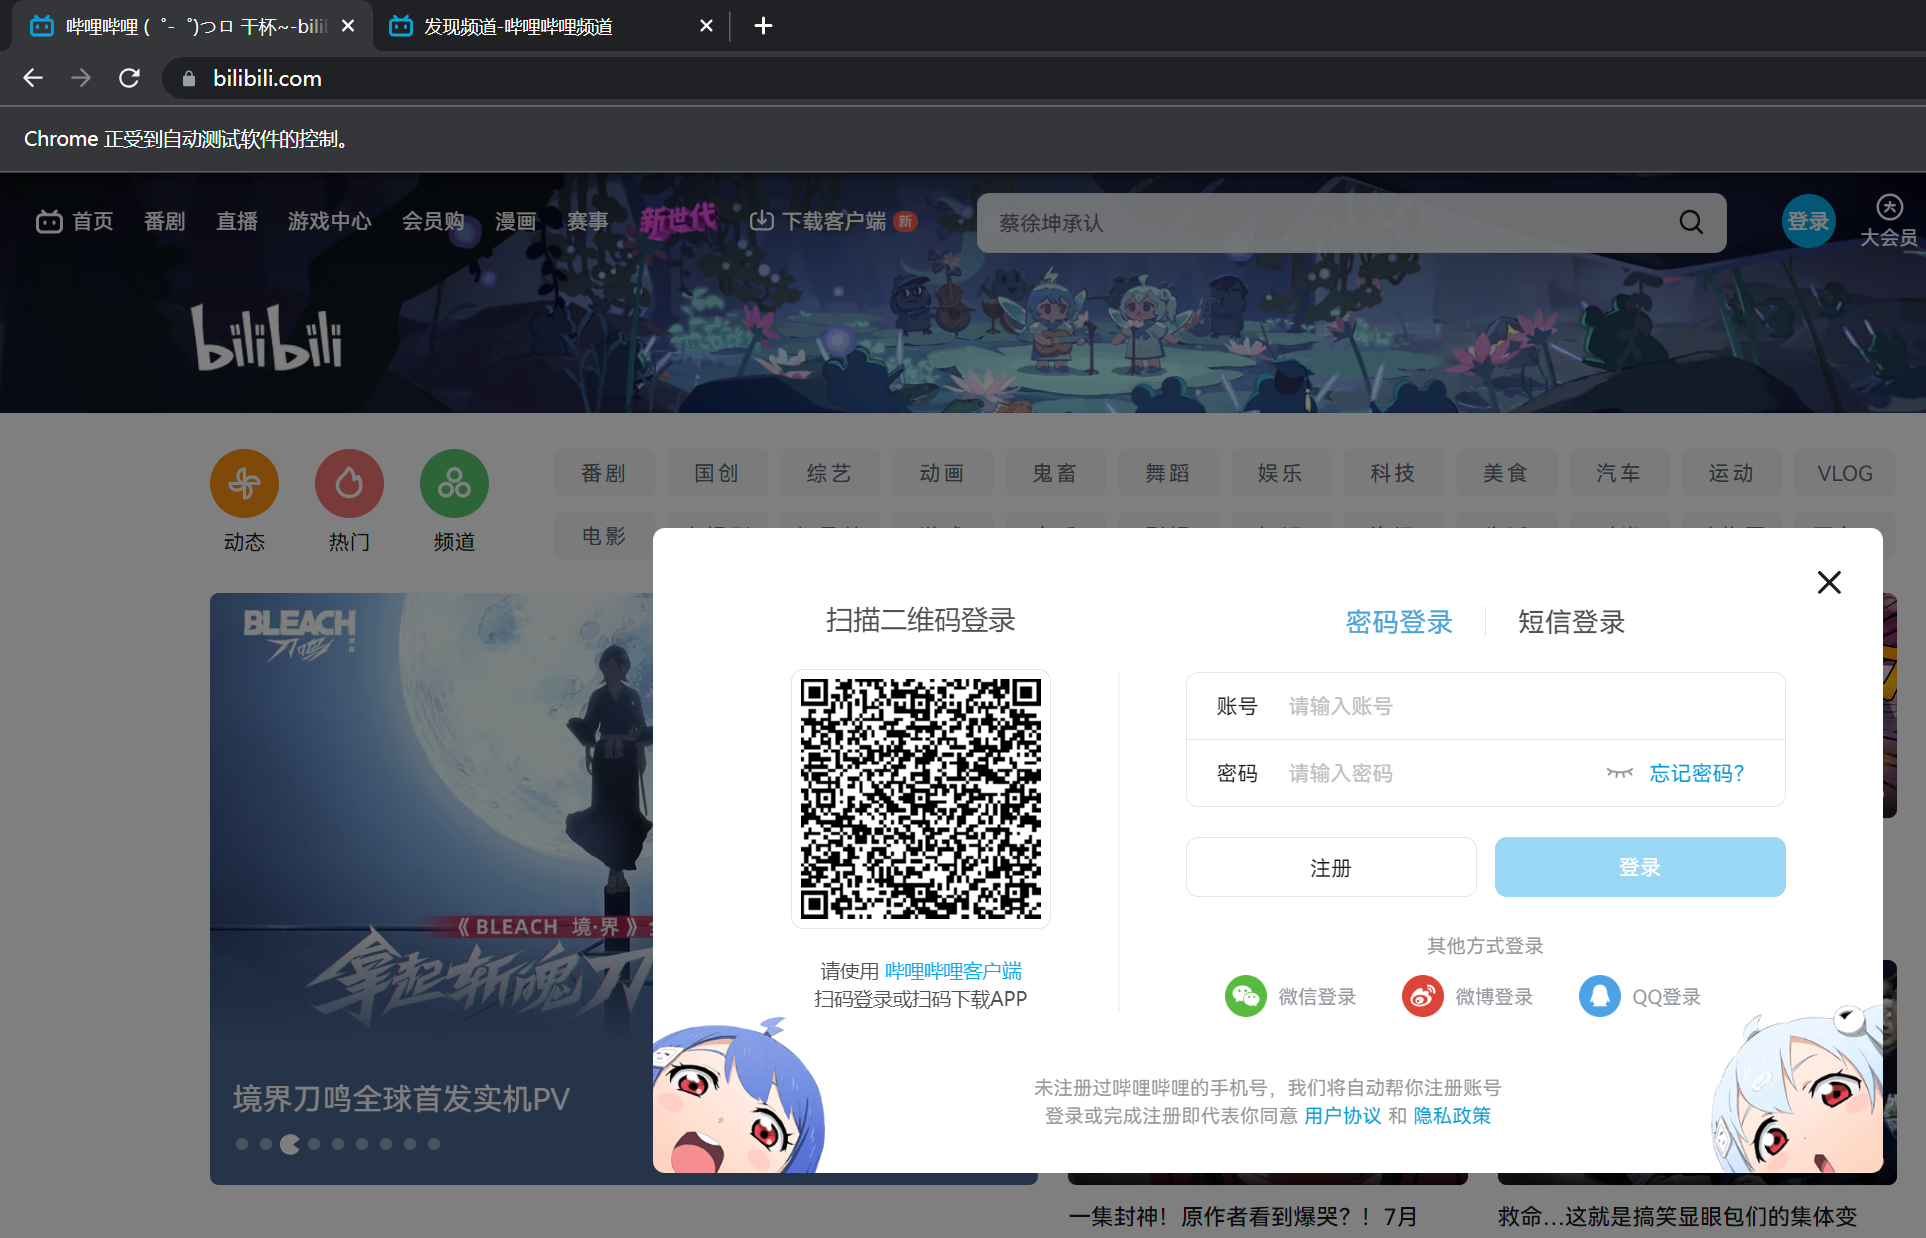 哔哩哔哩 (゜-゜)つロ 干杯~-bili
发现频道-哔哩哔哩频道
bilibili.com
Chrome 正受到自动测试软件的控制。
首页 番剧 直播 游戏中心 会员购 漫画 赛事 新世代 下载客户端 新
蔡徐坤承认
登录
大会员
bilibili
动态 热门 频道
番剧 国创 综艺 动画 鬼畜 舞蹈 娱乐 科技 美食 汽车 运动 VLOG
电影
BLEACH
刀鸣
《 BLEACH 境·界 》
拿起斩魄刀
境界刀鸣全球首发实机PV
扫描二维码登录
请使用 哔哩哔哩客户端
扫码登录或扫码下载APP
密码登录 短信登录
账号 请输入账号
密码 请输入密码 忘记密码?
注册 登录
其他方式登录
微信登录 微博登录 QQ登录
未注册过哔哩哔哩的手机号，我们将自动帮你注册账号
登录或完成注册即代表你同意 用户协议 和 隐私政策
一集封神！原作者看到爆哭？！7月
救命…这就是搞笑显眼包们的集体变